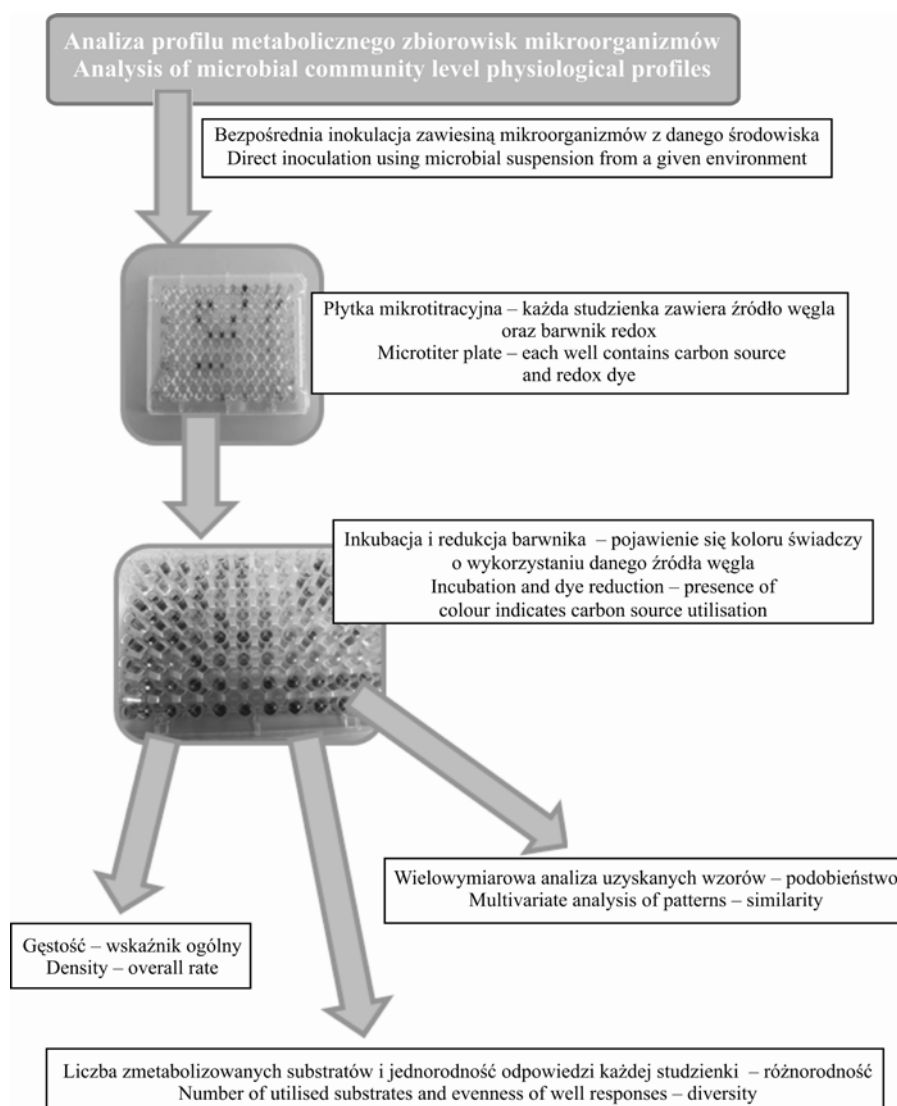 Analiza profilu metabolicznego zbiorowisk mikroorganizmów
Analysis of microbial community level physiological profiles
Bezpośrednia inokulacja zawiesiną mikroorganizmów z danego środowiska
Direct inoculation using microbial suspension from a given environment
Płytka mikrotitracyjna – każda studzienka zawiera źródło węgla
oraz barwnik redox
Microtiter plate – each well contains carbon source
and redox dye
Inkubacja i redukcja barwnika – pojawienie się koloru świadczy
o wykorzystaniu danego źródła węgla
Incubation and dye reduction – presence of
colour indicates carbon source utilisation
Wielowymiarowa analiza uzyskanych wzorów – podobieństwo
Multivariate analysis of patterns – similarity
Gęstość – wskaźnik ogólny
Density – overall rate
Liczba zmetabolizowanych substratów i jednorodność odpowiedzi każdej studzienki – różnorodność
Number of utilised substrates and evenness of well responses – diversity